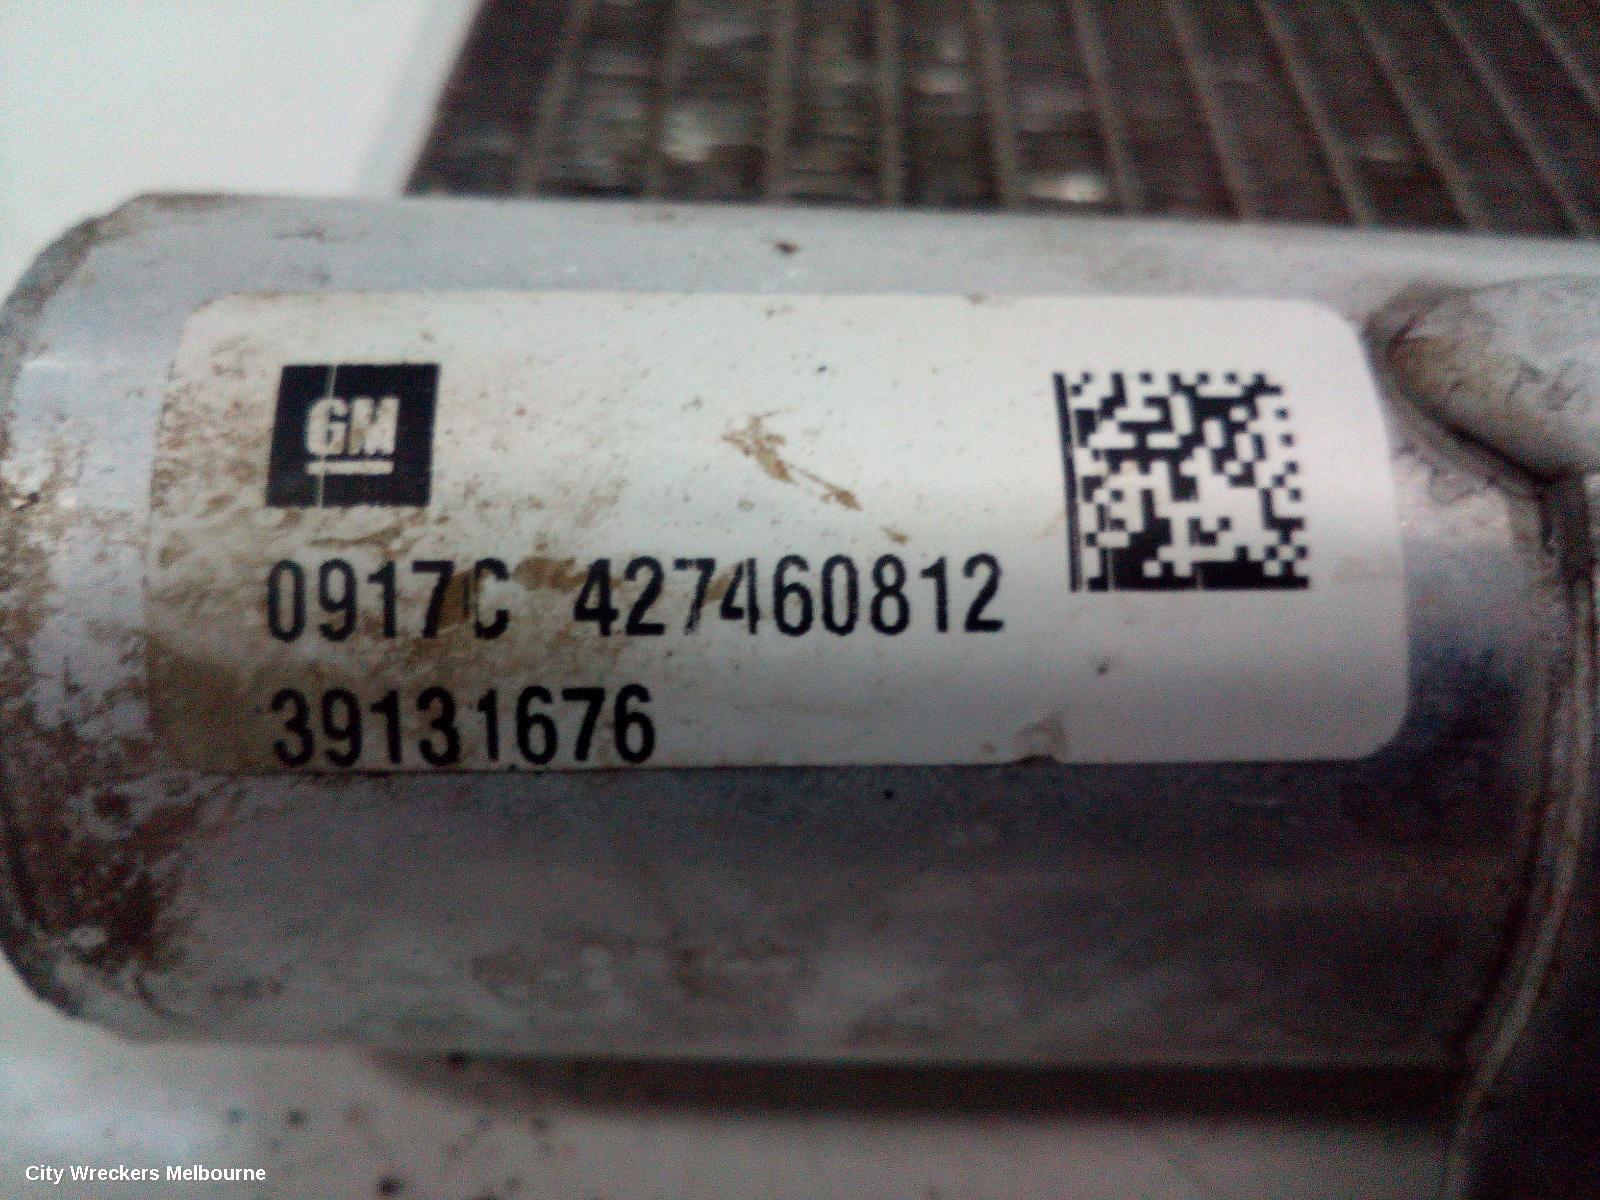 GM
0917C 427460812
39131676
City Wreckers Melbourne